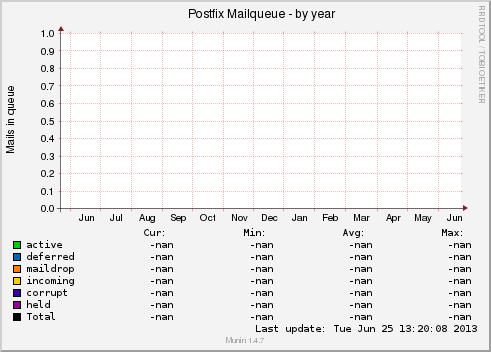 Postfix Mailqueue - by year
RRDTOOL / TOBI OETIKER
Mails in queue
1.0
0.9
0.8
0.7
0.6
0.5
0.4
0.3
0.2
0.1
0.0
Jun Jul Aug Sep Oct Nov Dec Jan Feb Mar Apr May Jun
Cur: Min: Avg: Max:
active -nan -nan -nan -nan
deferred -nan -nan -nan -nan
maildrop -nan -nan -nan -nan
incoming -nan -nan -nan -nan
corrupt -nan -nan -nan -nan
held -nan -nan -nan -nan
Total -nan -nan -nan -nan
Last update: Tue Jun 25 13:20:08 2013
Munin 1.4.7